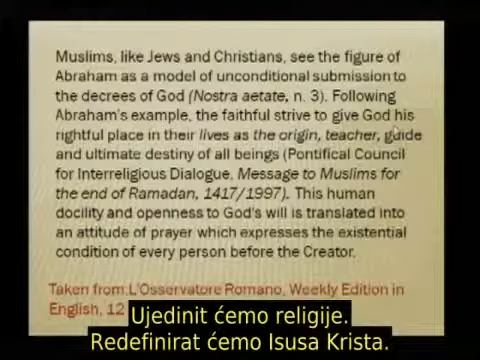 Muslims, like Jews and Christians, see the figure of
Abraham as a model of unconditional submission to
the decrees of God (Nostra aetate, n. 3). Following
Abraham's example, the faithful strive to give God his
rightful place in their lives as the origin, teacher, guide
and ultimate destiny of all beings (Pontifical Council
for Interreligious Dialogue, Message to Muslims for
the end of Ramadan, 1417/1997). This human
docility and openness to God's will is translated into
an attitude of prayer which expresses the existential
condition of every person before the Creator.
Taken from:L'Osservatore Romano, Weekly Edition in
English, 12
Ujedinit ćemo religije.
Redefinirat ćemo Isusa Krista.